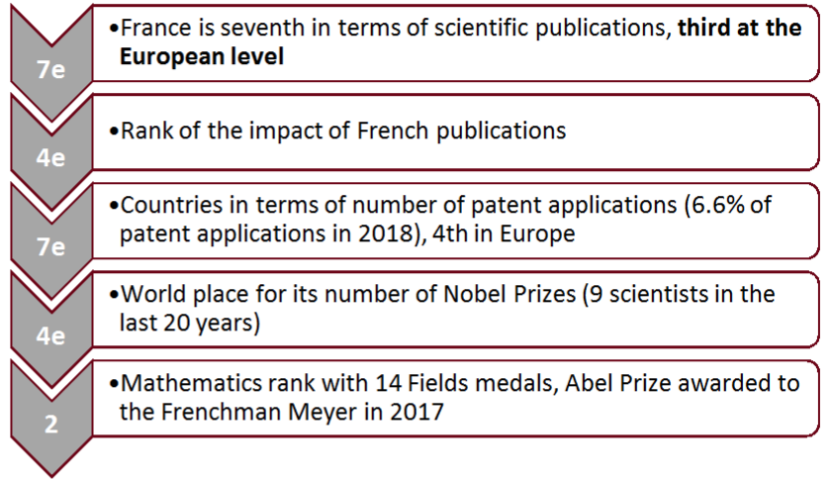 7e
•France is seventh in terms of scientific publications, third at the
European level
4e
•Rank of the impact of French publications
7e
•Countries in terms of number of patent applications (6.6% of
patent applications in 2018), 4th in Europe
4e
•World place for its number of Nobel Prizes (9 scientists in the
last 20 years)
2
•Mathematics rank with 14 Fields medals, Abel Prize awarded to
the Frenchman Meyer in 2017